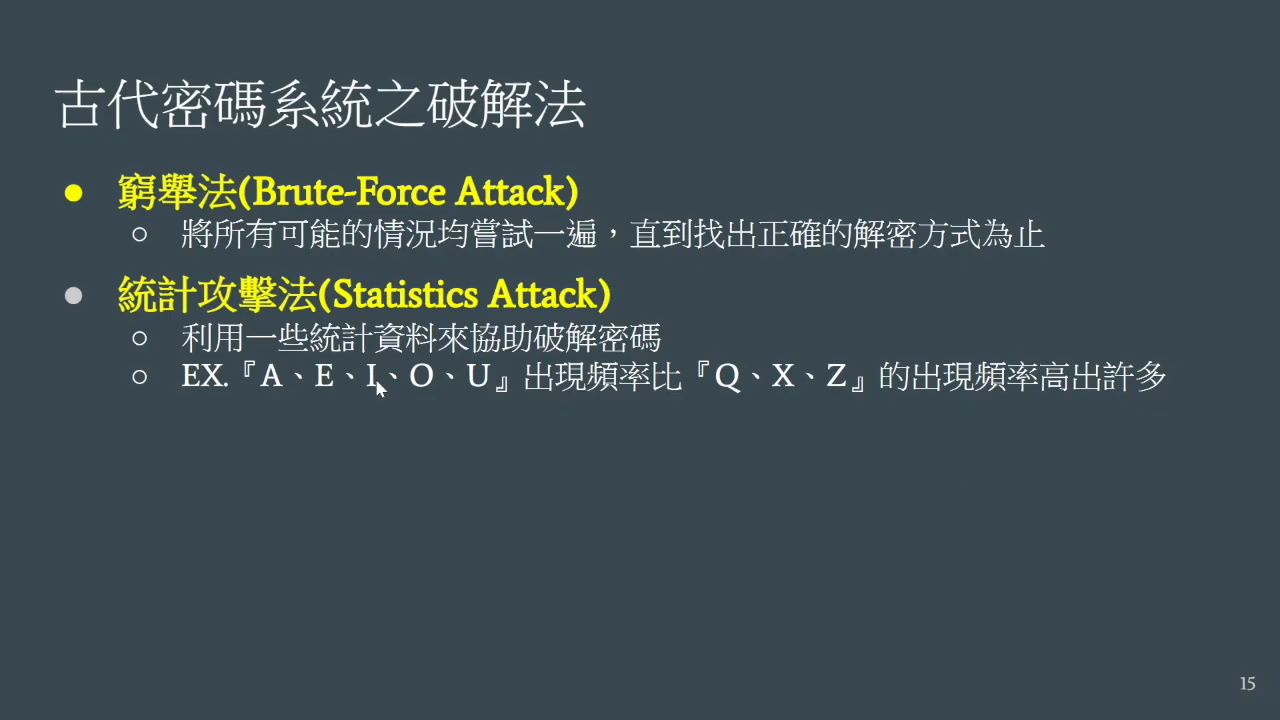 古代密碼系統之破解法
● 窮舉法(Brute-Force Attack)
○ 將所有可能的情況均嘗試一遍，直到找出正確的解密方式為止
● 統計攻擊法(Statistics Attack)
○ 利用一些統計資料來協助破解密碼
○ EX.『A、E、I、O、U』出現頻率比『Q、X、Z』的出現頻率高出許多
15